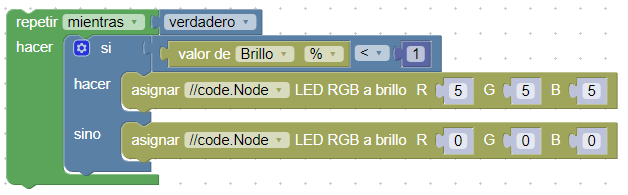 repetir mientras verdadero
hacer si valor de Brillo % < 1
hacer asignar //code.Node LED RGB a brillo R 5 G 5 B 5
sino asignar //code.Node LED RGB a brillo R 0 G 0 B 0